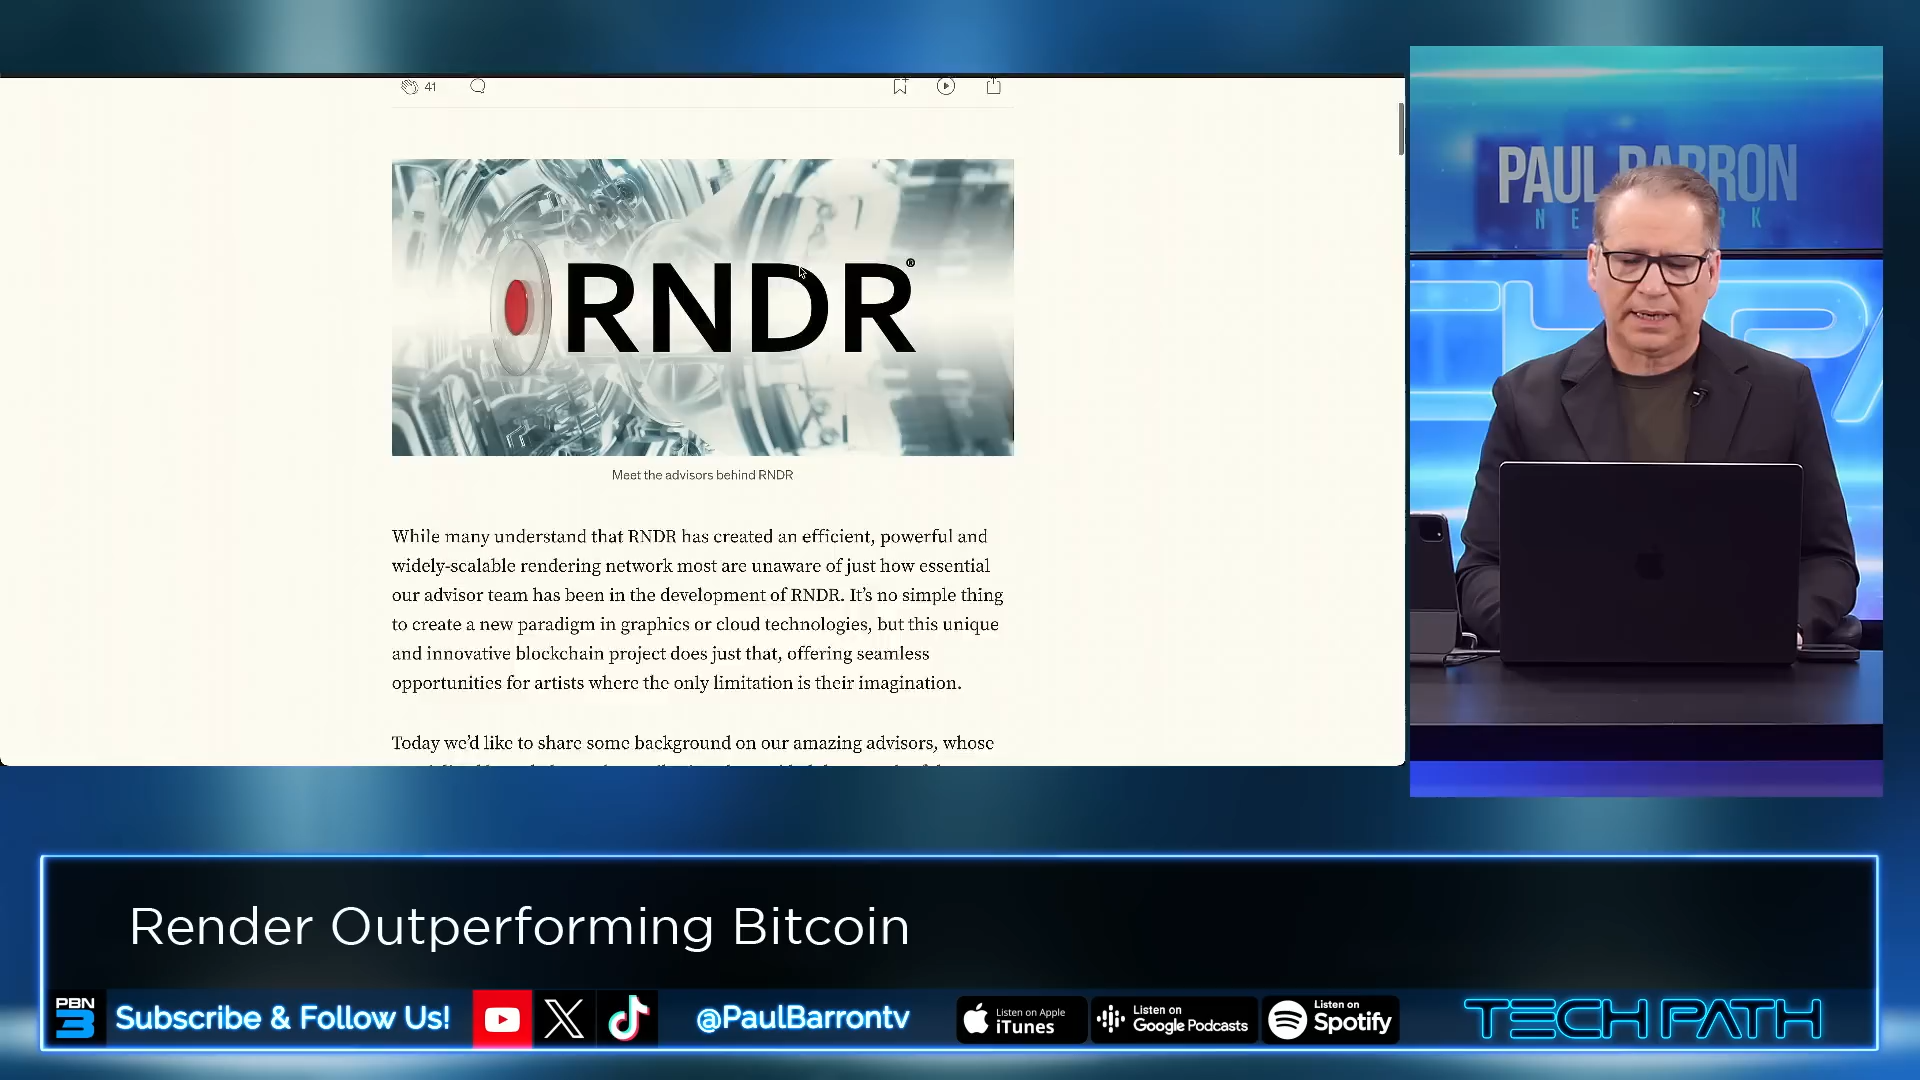 41
RNDR
®
Meet the advisors behind RNDR
While many understand that RNDR has created an efficient, powerful and
widely-scalable rendering network most are unaware of just how essential
our advisor team has been in the development of RNDR. It's no simple thing
to create a new paradigm in graphics or cloud technologies, but this unique
and innovative blockchain project does just that, offering seamless
opportunities for artists where the only limitation is their imagination.
Today we'd like to share some background on our amazing advisors, whose
PAUL BARRON
Render Outperforming Bitcoin
PBN
3
Subscribe & Follow Us!
@PaulBarrontv
Listen on Apple
iTunes
Listen on
Google Podcasts
Listen on
Spotify
TECH PATH